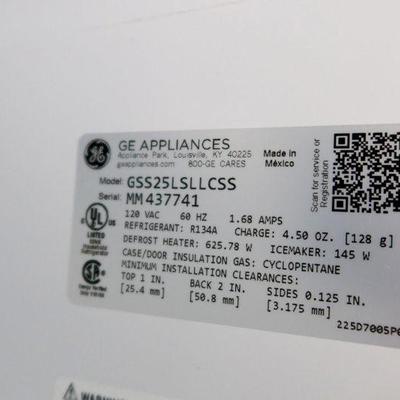 GE APPLIANCES
Appliance Park, Louisville, KY 40225
geappliances.com 800-GE CARES
Made in
México
Scan for Service
or Registration
Model: GSS25LSLLCSS
Serial: MM437741
120 VAC 60 HZ 1.68 AMPS
REFRIGERANT: R134A CHARGE: 4.50 OZ. [128 g]
DEFROST HEATER: 625.78 W ICEMAKER: 145 W
CASE/DOOR INSULATION GAS: CYCLOPENTANE
MINIMUM INSTALLATION CLEARANCES:
TOP 1 IN. BACK 2 IN. SIDES 0.125 IN.
[25.4 mm] [50.8 mm] [3.175 mm]
225D7005P0
UL
LISTED